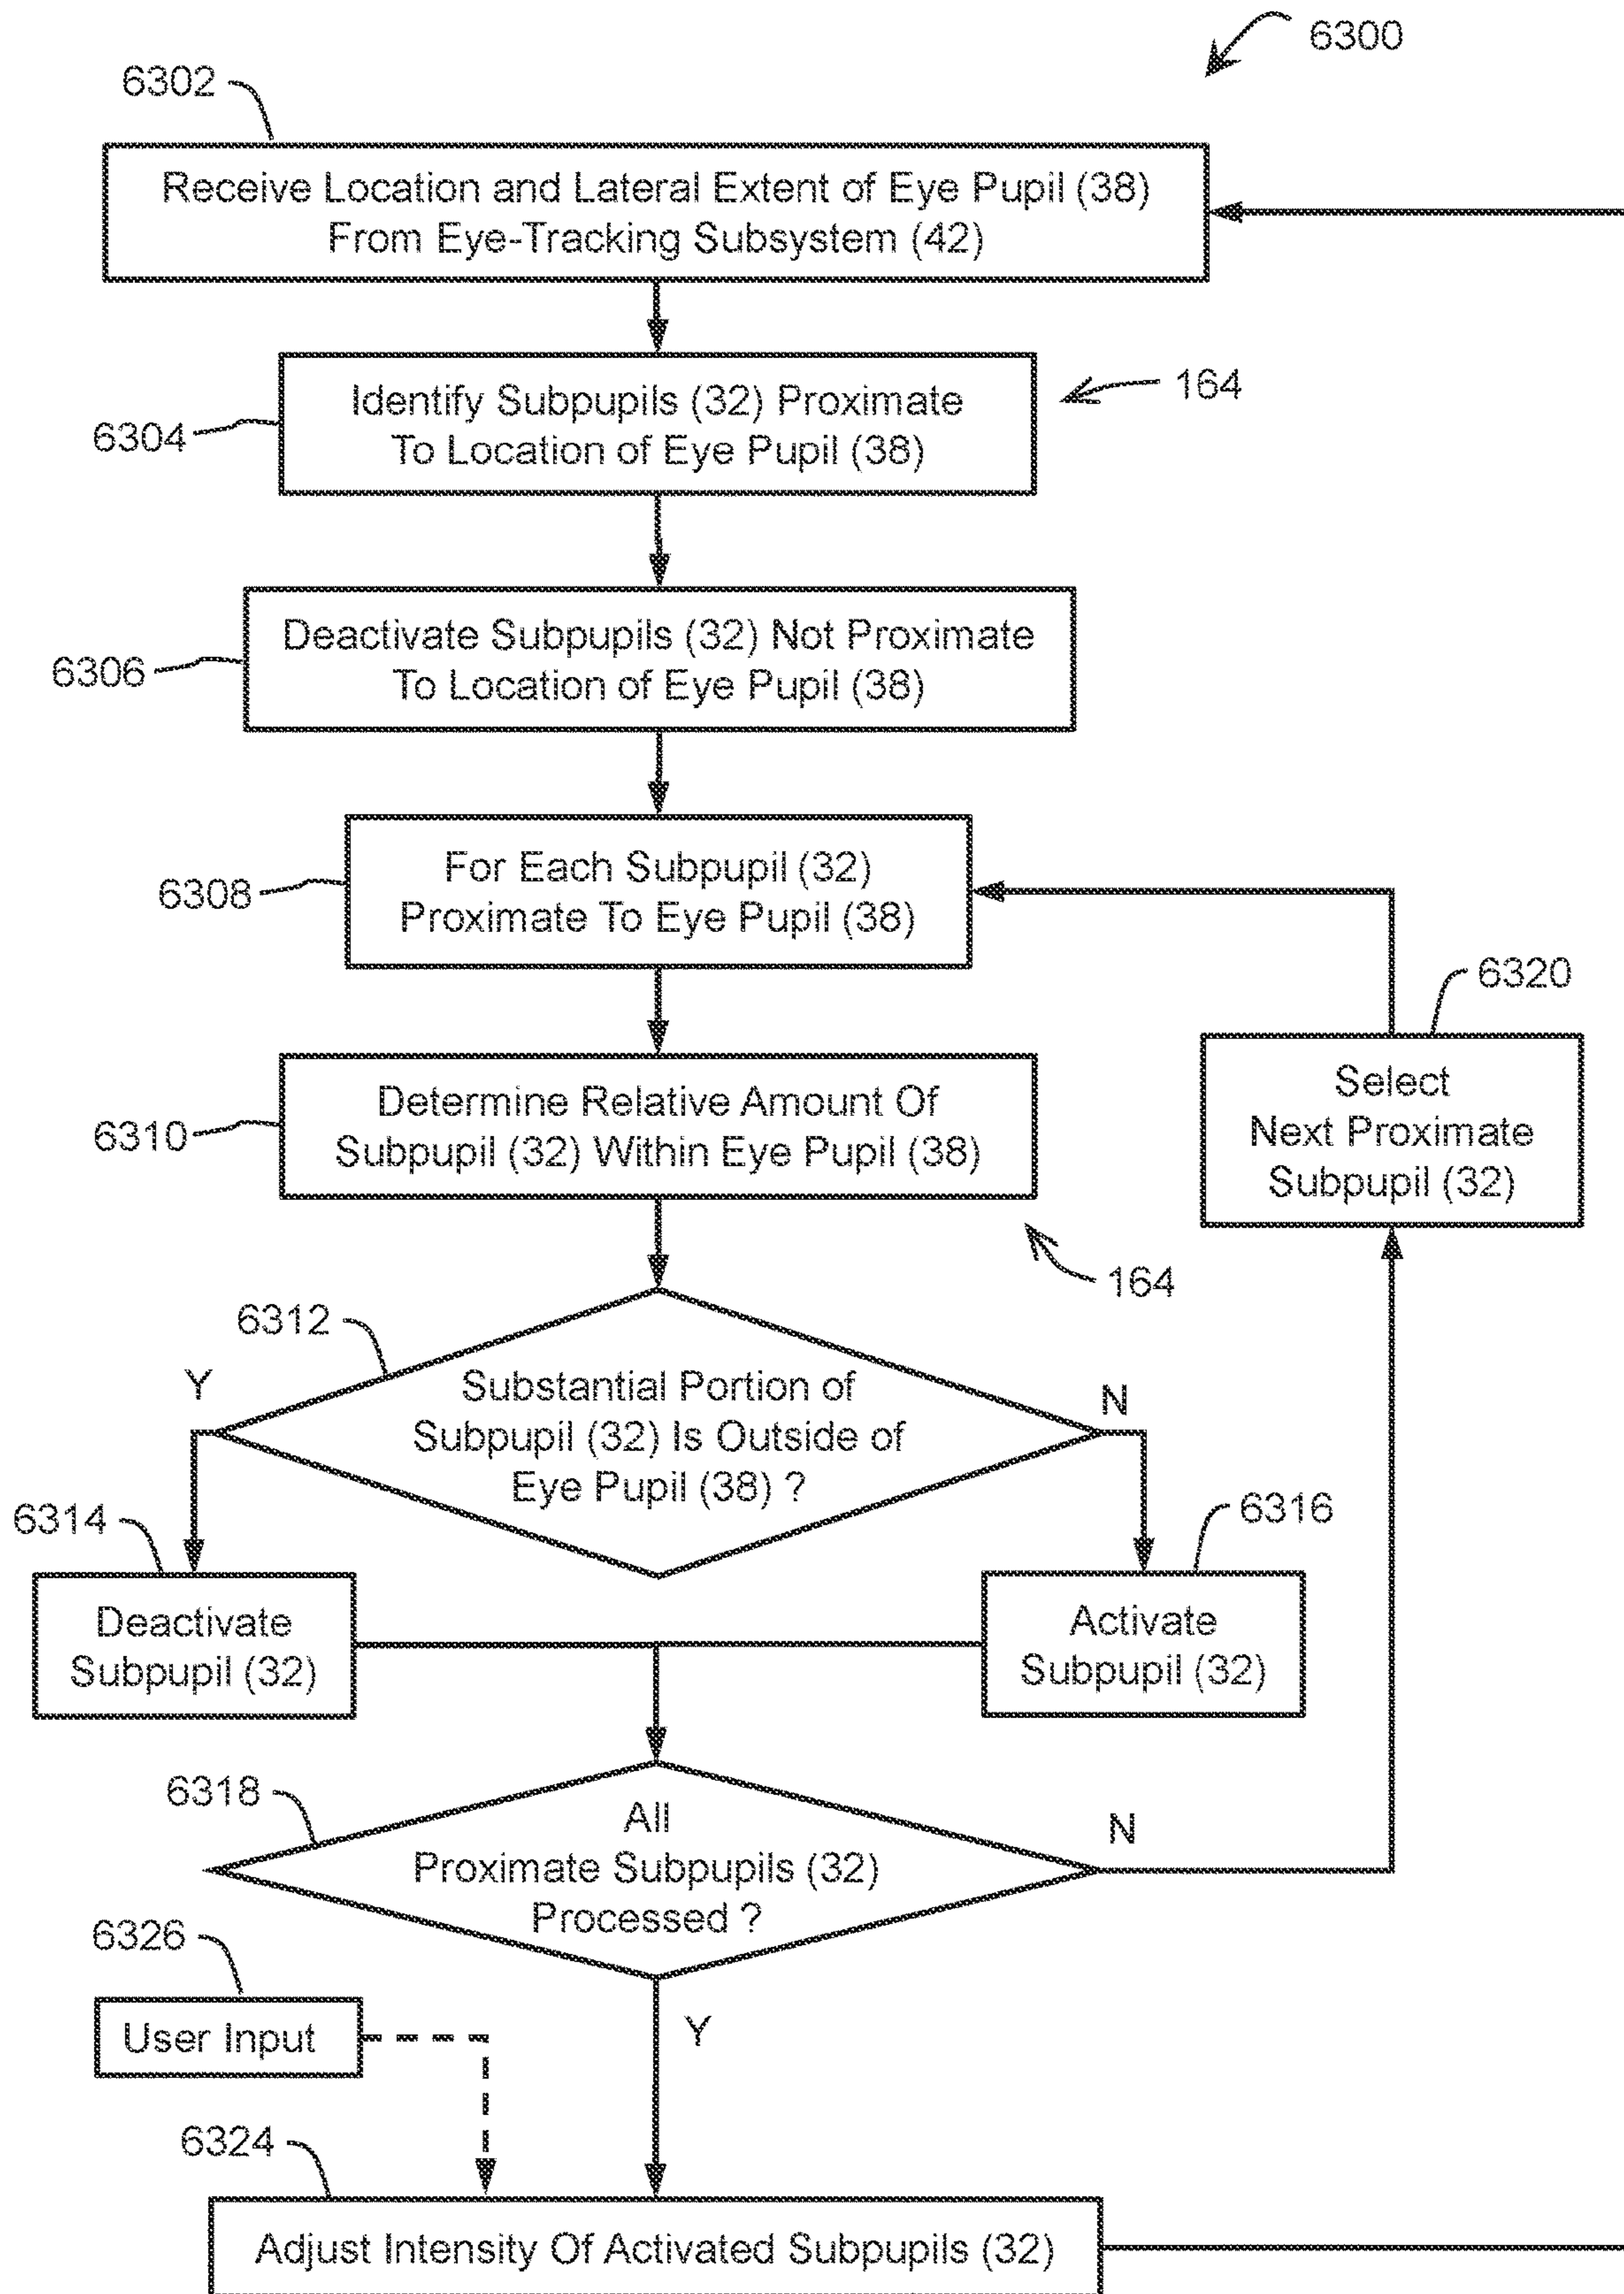 6300
6302
Receive Location and Lateral Extent of Eye Pupil (38)
From Eye-Tracking Subsystem (42)
164
6304
Identify Subpupils (32) Proximate
To Location of Eye Pupil (38)
6306
Deactivate Subpupils (32) Not Proximate
To Location of Eye Pupil (38)
6308
For Each Subpupil (32)
Proximate To Eye Pupil (38)
6320
Select
Next Proximate
Subpupil (32)
6310
Determine Relative Amount Of
Subpupil (32) Within Eye Pupil (38)
164
6312
Y
Substantial Portion of
Subpupil (32) Is Outside of
Eye Pupil (38) ?
N
6314
Deactivate
Subpupil (32)
6316
Activate
Subpupil (32)
6318
All
Proximate Subpupils (32)
Processed ?
N
6326
User Input
Y
6324
Adjust Intensity Of Activated Subpupils (32)